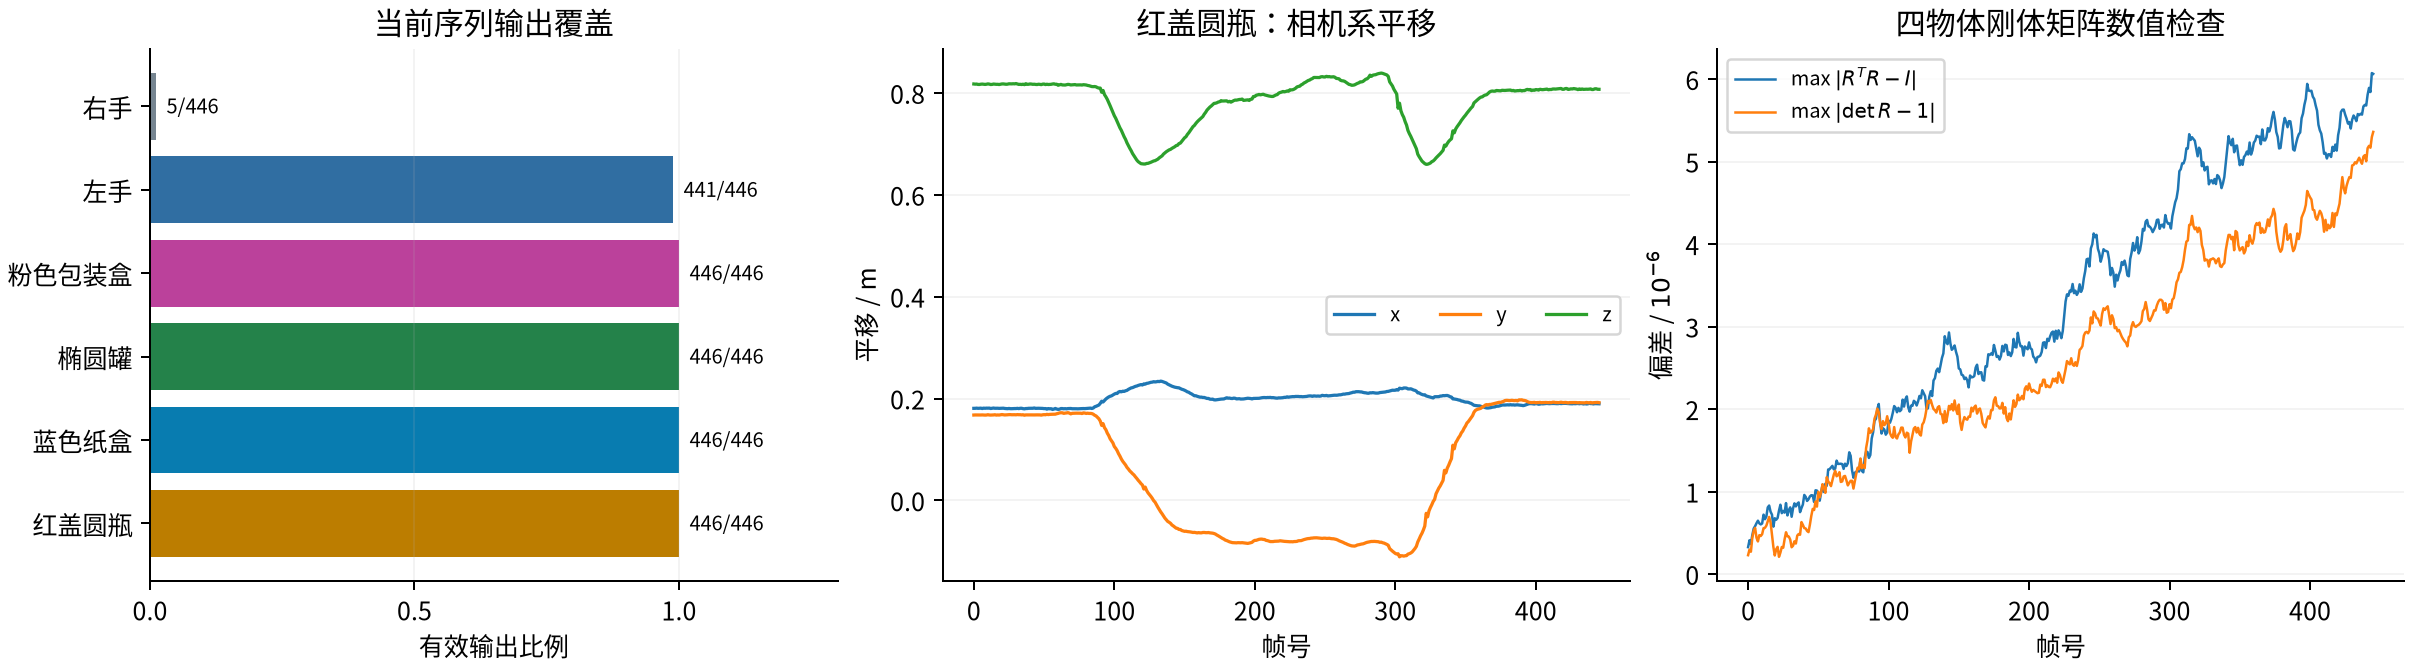 当前序列输出覆盖
右手
左手
粉色包装盒
椭圆罐
蓝色纸盒
红盖圆瓶
5/446
441/446
446/446
446/446
446/446
446/446
0.0
0.5
1.0
有效输出比例
红盖圆瓶：相机系平移
平移 / m
0.8
0.6
0.4
0.2
0.0
x
y
z
0
100
200
300
400
帧号
四物体刚体矩阵数值检查
偏差 / 10⁻⁶
6
5
4
3
2
1
0
max |RᵀR − I|
max |det R − 1|
0
100
200
300
400
帧号